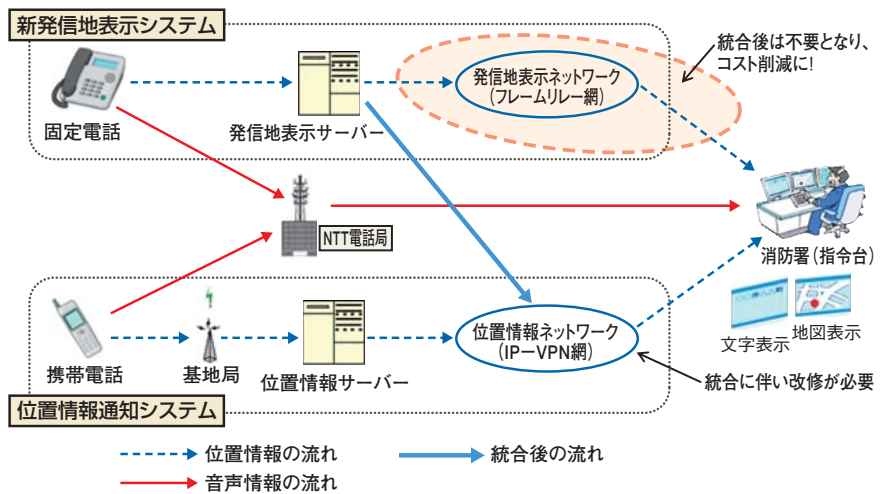 新発信地表示システム
統合後は不要となり、
コスト削減に!
発信地表示ネットワーク
(フレームリレー網)
固定電話
発信地表示サーバー
NTT電話局
消防署(指令台)
文字表示
地図表示
位置情報ネットワーク
(IP−VPN網)
携帯電話
基地局
位置情報サーバー
統合に伴い改修が必要
位置情報通知システム
位置情報の流れ
統合後の流れ
音声情報の流れ